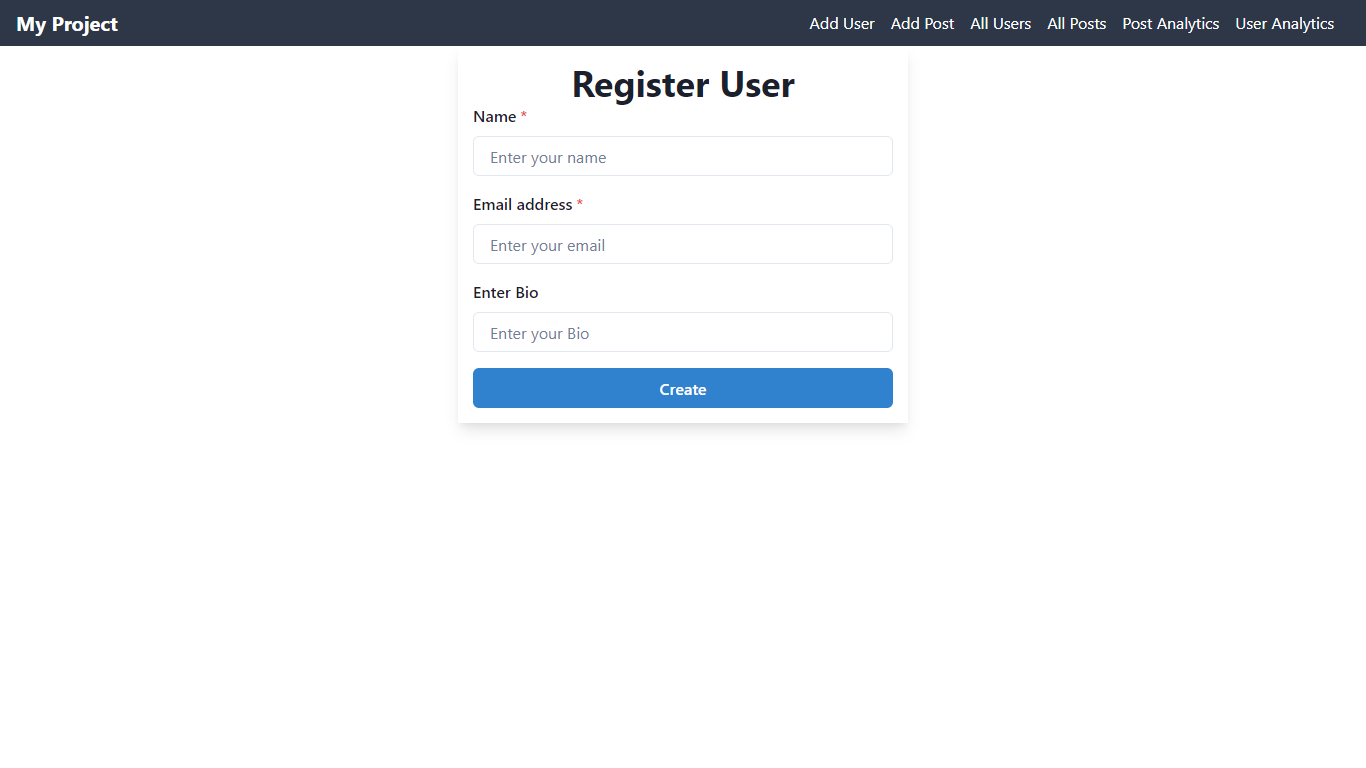 My Project Add User Add Post All Users All Posts Post Analytics User Analytics
Register User
Name *
Enter your name
Email address *
Enter your email
Enter Bio
Enter your Bio
Create